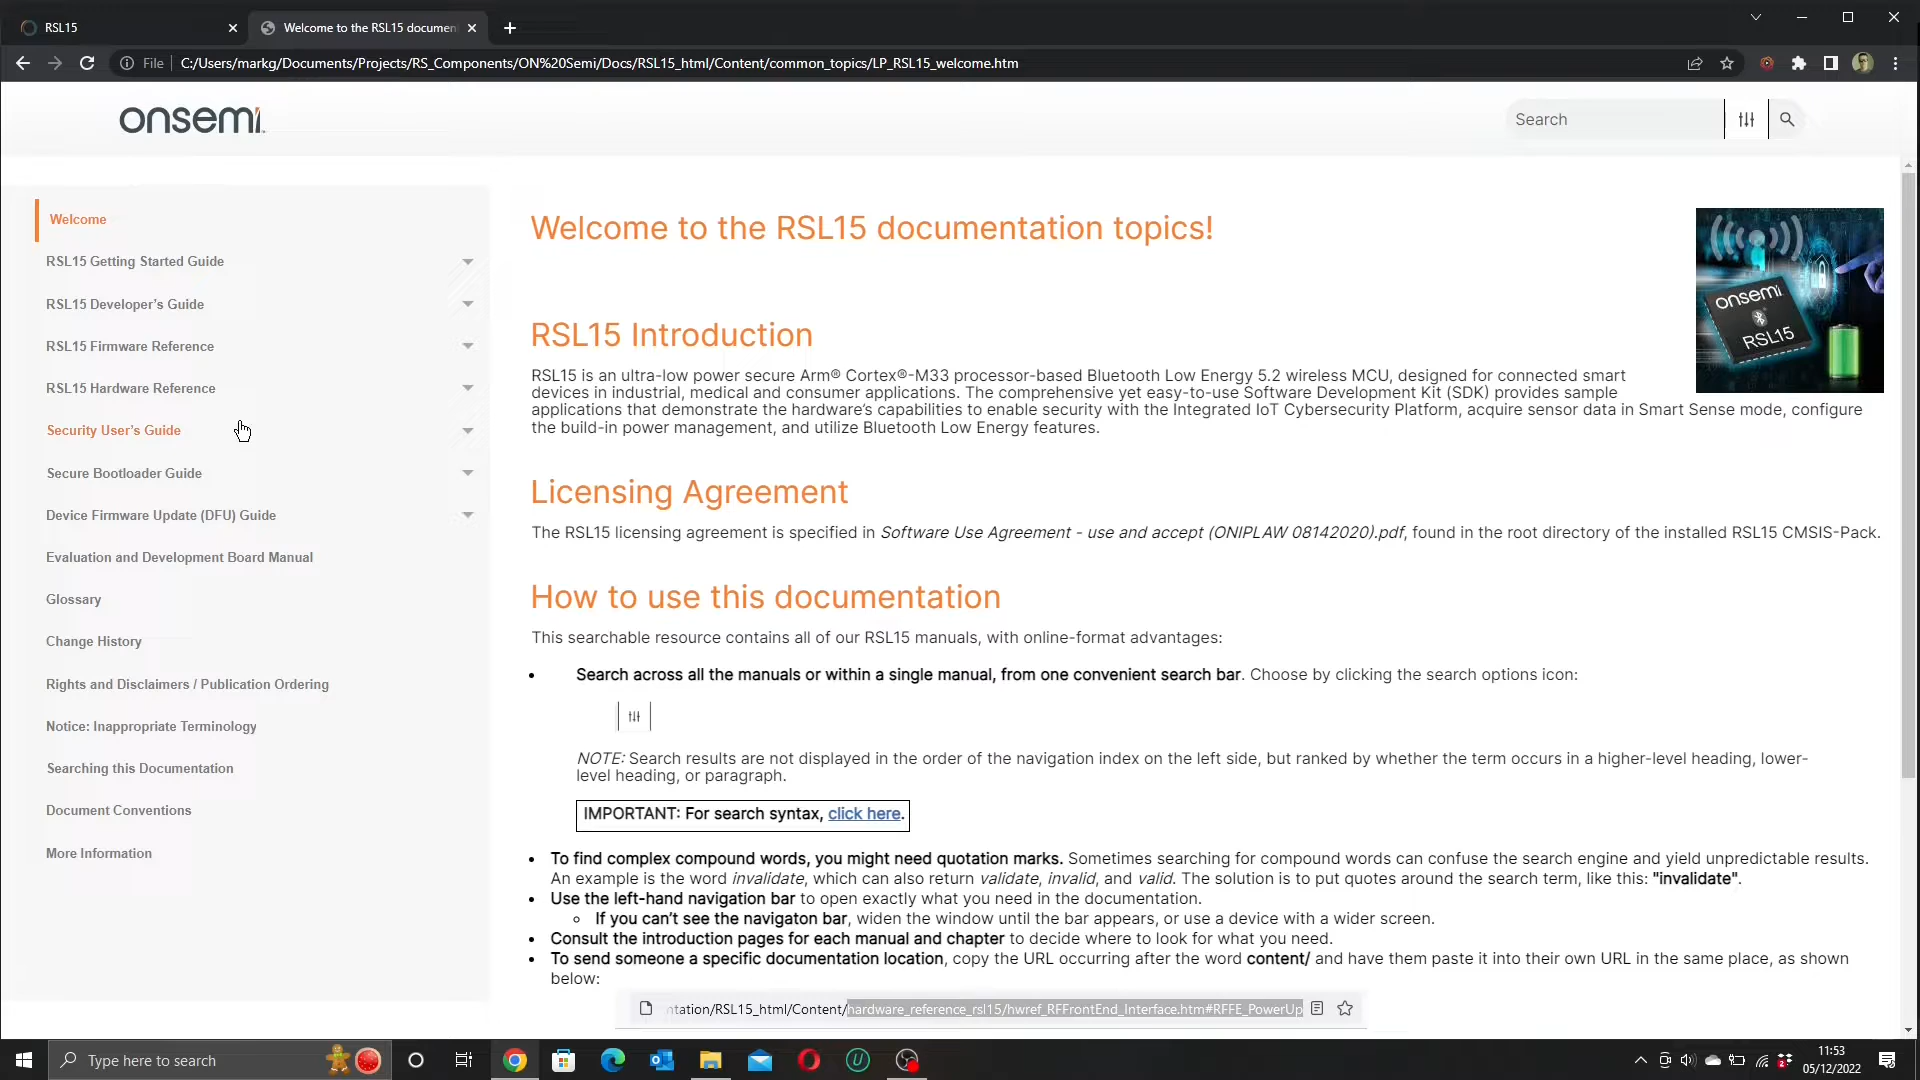 RSL15
Welcome to the RSL15 documen
File
C:/Users/markg/Documents/Projects/RS_Components/ON%20Semi/Docs/RSL15_html/Content/common_topics/LP_RSL15_welcome.htm
onsemi
Search
Welcome
RSL15 Getting Started Guide
RSL15 Developer’s Guide
RSL15 Firmware Reference
RSL15 Hardware Reference
Security User’s Guide
Secure Bootloader Guide
Device Firmware Update (DFU) Guide
Evaluation and Development Board Manual
Glossary
Change History
Rights and Disclaimers / Publication Ordering
Notice: Inappropriate Terminology
Searching this Documentation
Document Conventions
More Information
Welcome to the RSL15 documentation topics!
onsemi
RSL15
RSL15 Introduction
RSL15 is an ultra-low power secure Arm® Cortex®-M33 processor-based Bluetooth Low Energy 5.2 wireless MCU, designed for connected smart
devices in industrial, medical and consumer applications. The comprehensive yet easy-to-use Software Development Kit (SDK) provides sample
applications that demonstrate the hardware’s capabilities to enable security with the Integrated IoT Cybersecurity Platform, acquire sensor data in Smart Sense mode, configure
the build-in power management, and utilize Bluetooth Low Energy features.
Licensing Agreement
The RSL15 licensing agreement is specified in Software Use Agreement - use and accept (ONIPLAW 08142020).pdf, found in the root directory of the installed RSL15 CMSIS-Pack.
How to use this documentation
This searchable resource contains all of our RSL15 manuals, with online-format advantages:
• Search across all the manuals or within a single manual, from one convenient search bar. Choose by clicking the search options icon:
NOTE: Search results are not displayed in the order of the navigation index on the left side, but ranked by whether the term occurs in a higher-level heading, lower-
level heading, or paragraph.
IMPORTANT: For search syntax, click here.
• To find complex compound words, you might need quotation marks. Sometimes searching for compound words can confuse the search engine and yield unpredictable results.
An example is the word invalidate, which can also return validate, invalid, and valid. The solution is to put quotes around the search term, like this: "invalidate".
• Use the left-hand navigation bar to open exactly what you need in the documentation.
◦ If you can’t see the navigaton bar, widen the window until the bar appears, or use a device with a wider screen.
• Consult the introduction pages for each manual and chapter to decide where to look for what you need.
• To send someone a specific documentation location, copy the URL occurring after the word content/ and have them paste it into their own URL in the same place, as shown
below:
ntation/RSL15_html/Content/hardware_reference_rsl15/hwref_RFFrontEnd_Interface.htm#RFFE_PowerUp
Type here to search
11:53
05/12/2022